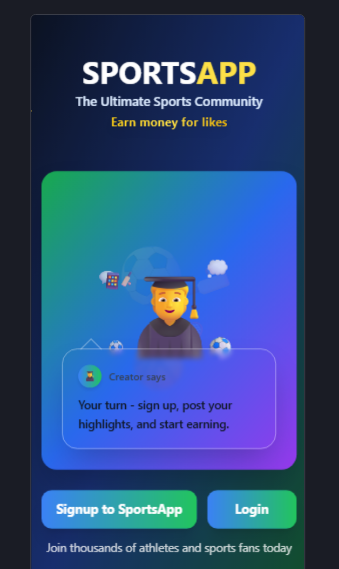 SPORTSAPP
The Ultimate Sports Community
Earn money for likes
Creator says
Your turn - sign up, post your
highlights, and start earning.
Signup to SportsApp
Login
Join thousands of athletes and sports fans today